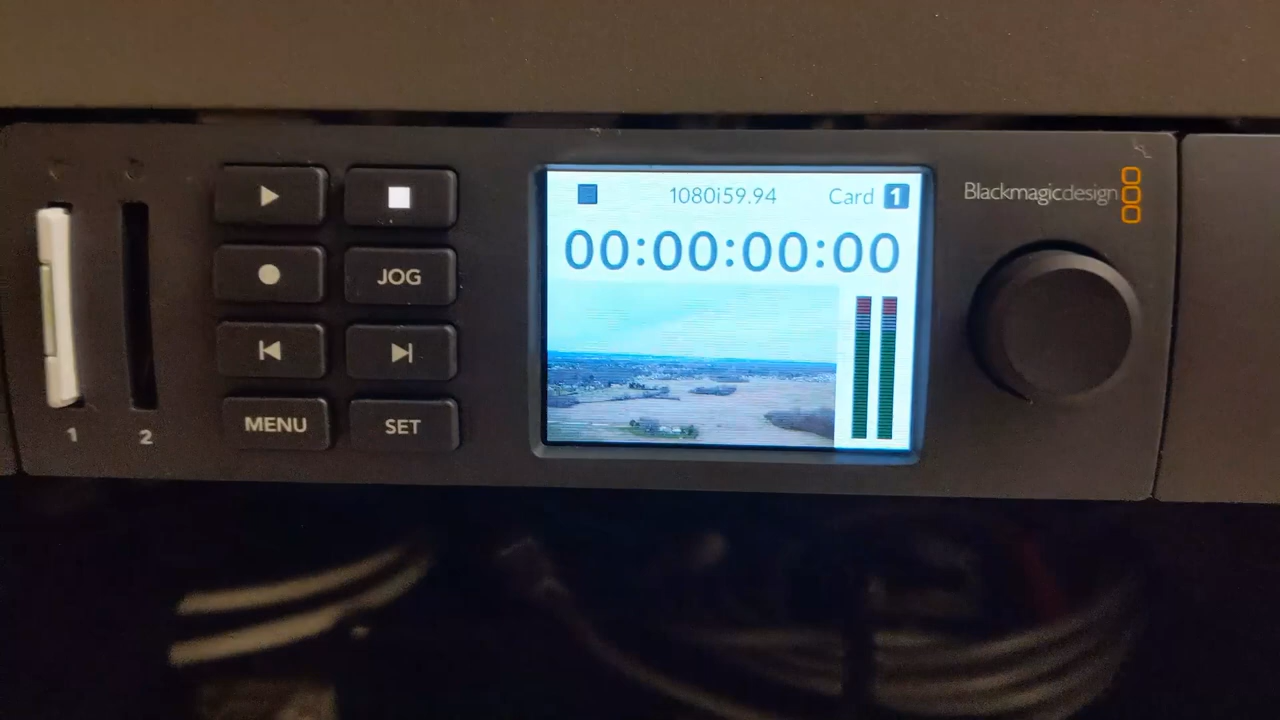 1080i59.94 Card 1
00:00:00:00
Blackmagicdesign
JOG
MENU SET
1 2